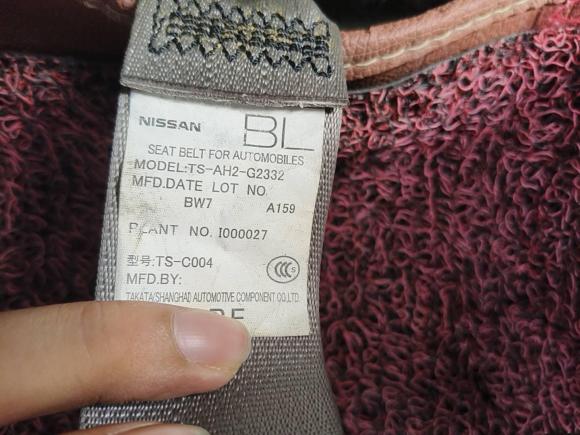 NISSAN BL
SEAT BELT FOR AUTOMOBILES
MODEL:TS-AH2-G2332
MFD.DATE LOT NO.
BW7 A159
PLANT NO. I000027
型号:TS-C004 CCC S
MFD.BY:
TAKATA(SHANGHAI) AUTOMOTIVE COMPONENT CO.,LTD.